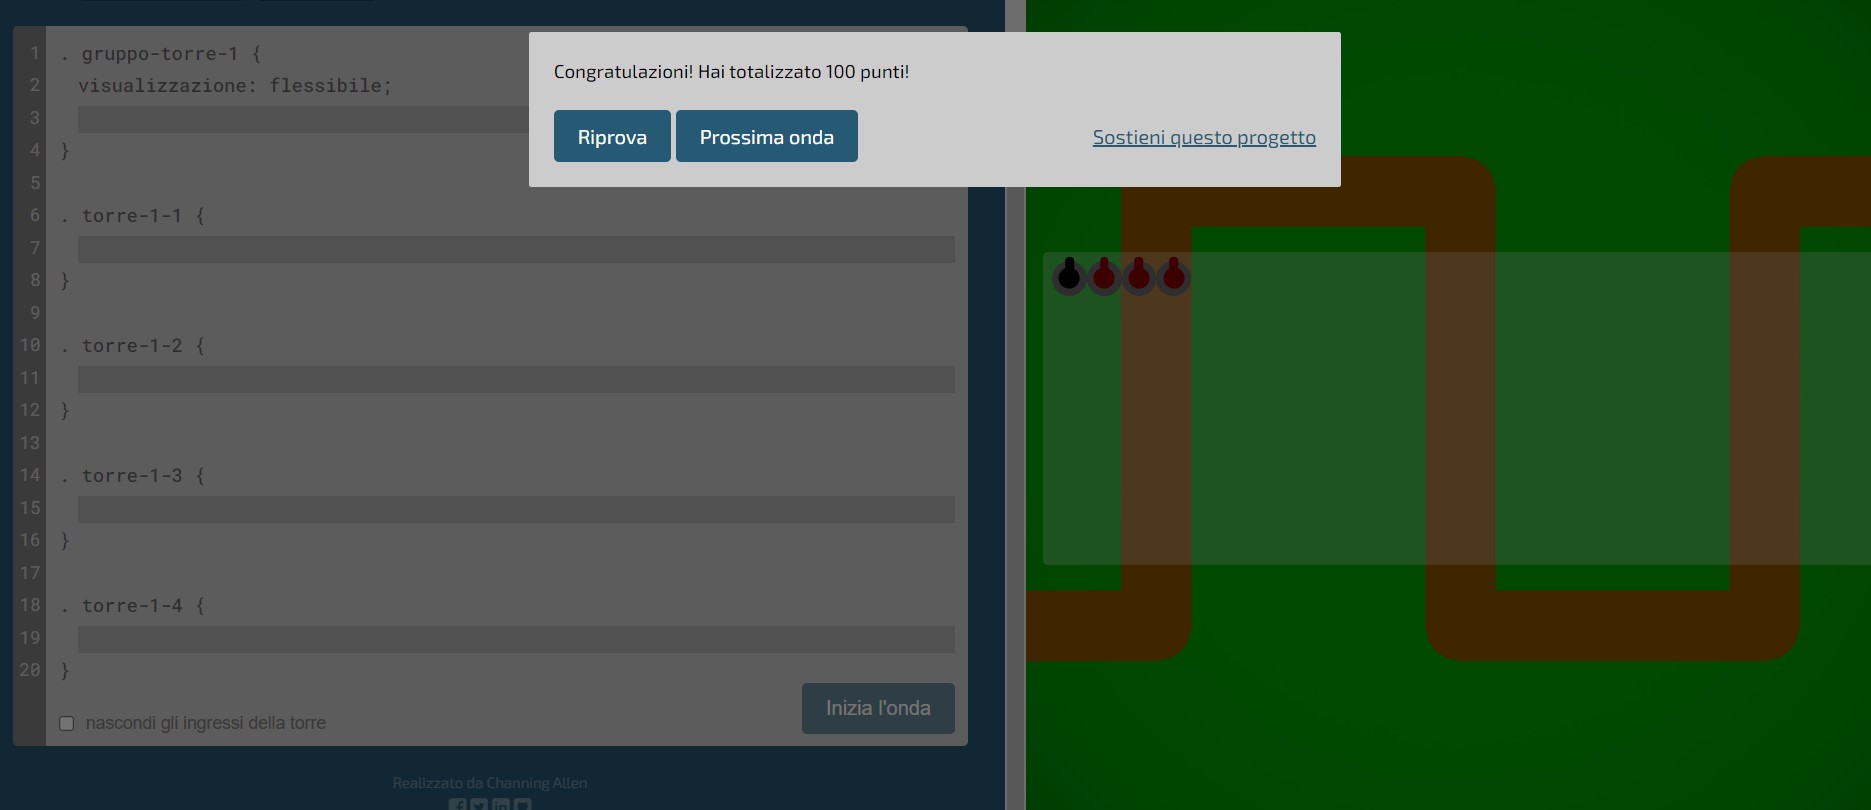 1 . gruppo-torre-1 {
2 visualizzazione: flessibile;
3
4 }
5
6 . torre-1-1 {
7
8 }
9
10 . torre-1-2 {
11
12 }
13
14 . torre-1-3 {
15
16 }
17
18 . torre-1-4 {
19
20 }
nascondi gli ingressi della torre
Inizia l'onda
Realizzato da Channing Allen
Congratulazioni! Hai totalizzato 100 punti!
Riprova
Prossima onda
Sostieni questo progetto